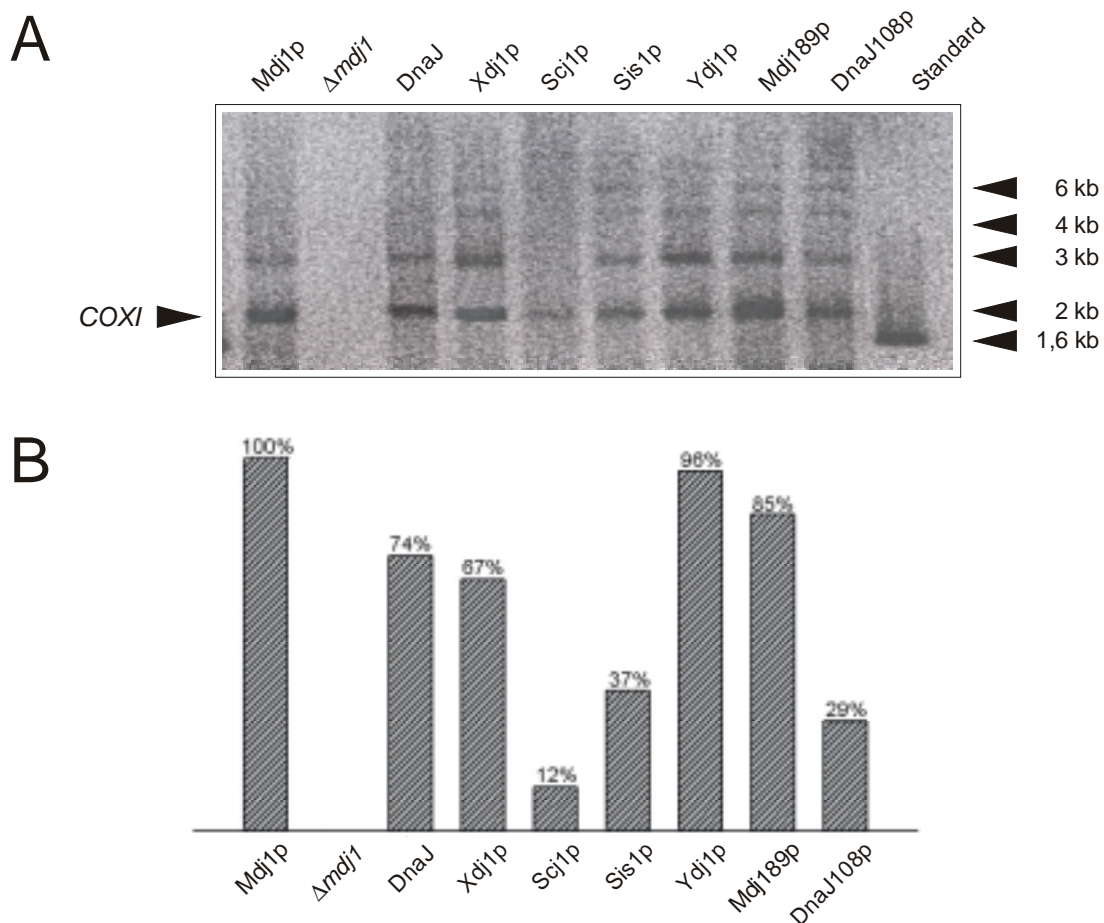 A
Mdj1p Δmdj1 DnaJ Xdj1p Scj1p Sis1p Ydj1p Mdj189p DnaJ108p Standard
6 kb
4 kb
3 kb
COXI 2 kb
1,6 kb
B
100% 74% 67% 12% 37% 96% 85% 29%
Mdj1p Δmdj1 DnaJ Xdj1p Scj1p Sis1p Ydj1p Mdj189p DnaJ108p